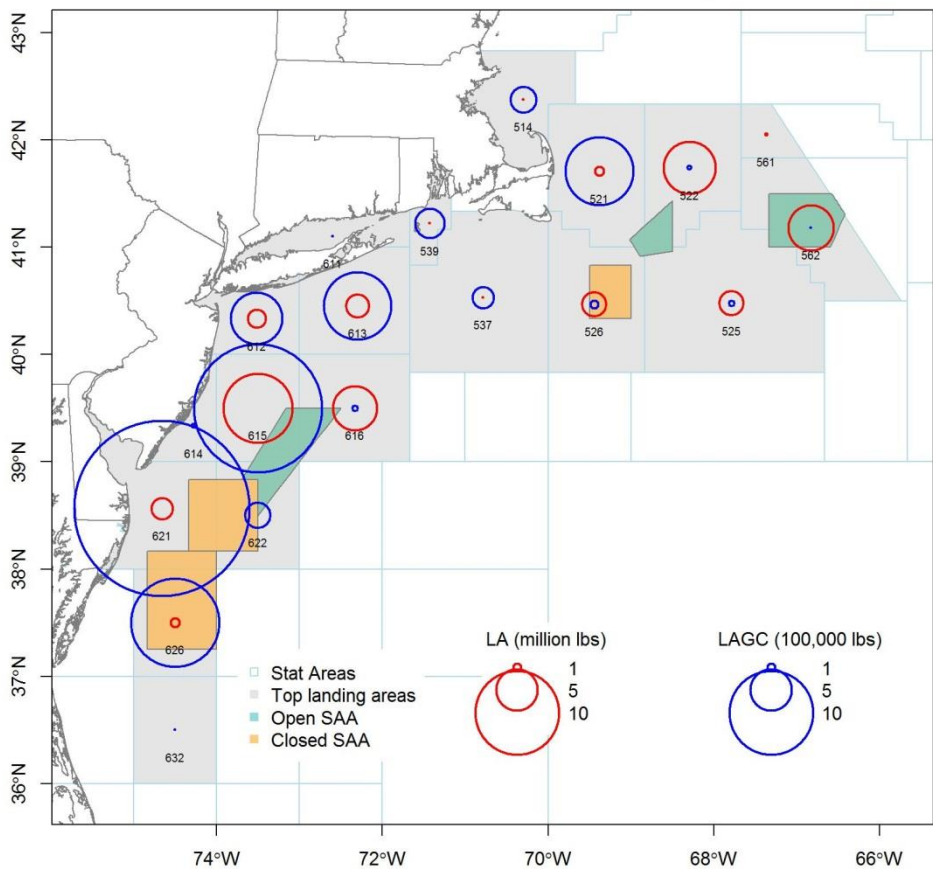 43°N
42°N
41°N
40°N
39°N
38°N
37°N
36°N
514
521
522
561
562
611
539
537
526
525
612
613
614
615
616
621
622
626
632
Stat Areas
Top landing areas
Open SAA
Closed SAA
LA (million lbs)
1
5
10
LAGC (100,000 lbs)
1
5
10
74°W
72°W
70°W
68°W
66°W